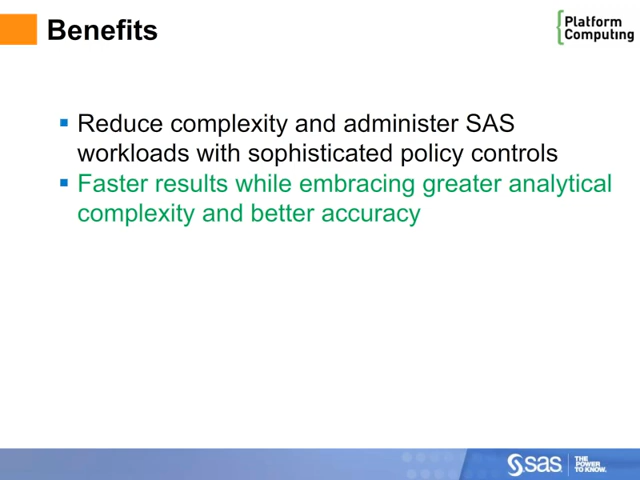 Benefits
Platform
Computing
Reduce complexity and administer SAS
workloads with sophisticated policy controls
Faster results while embracing greater analytical
complexity and better accuracy
sas
THE
POWER
TO KNOW.